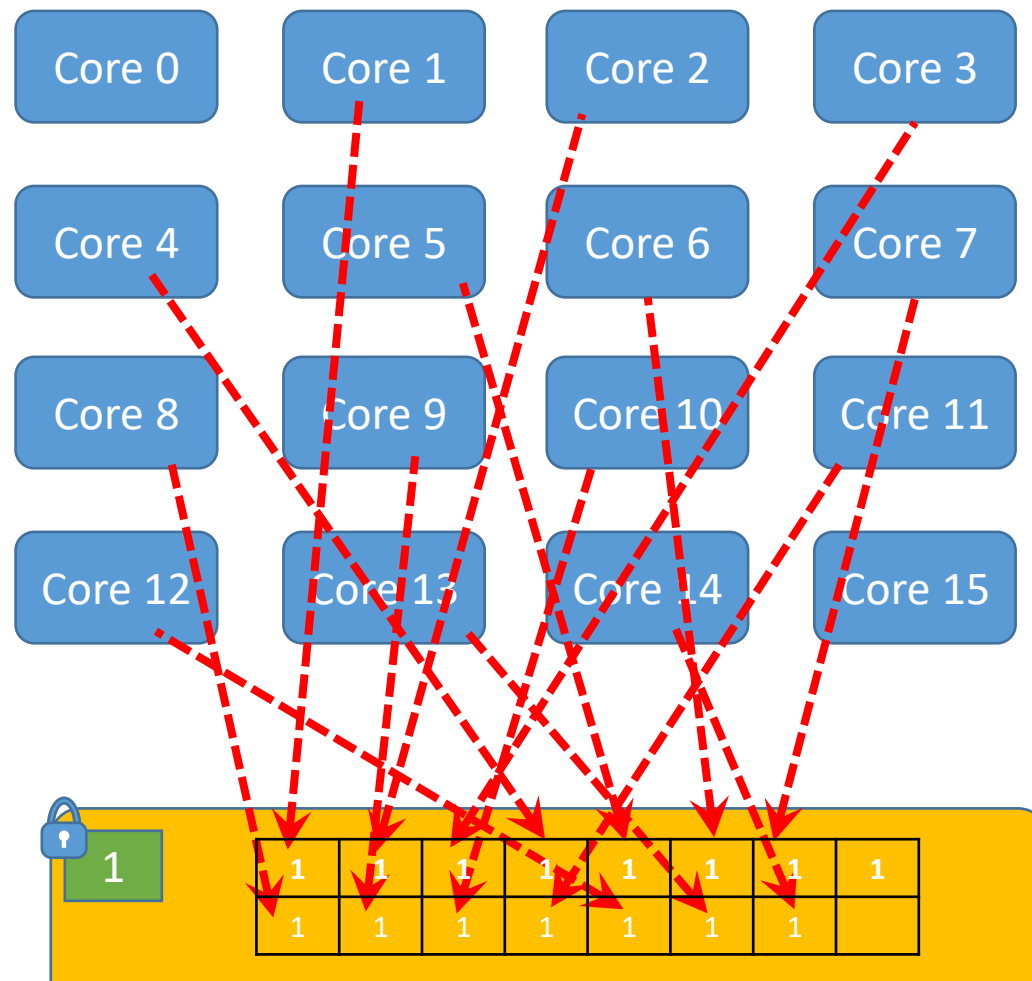 Core 0 Core 1 Core 2 Core 3
Core 4 Core 5 Core 6 Core 7
Core 8 Core 9 Core 10 Core 11
Core 12 Core 13 Core 14 Core 15
1
1 1 1 1 1 1 1 1
1 1 1 1 1 1 1